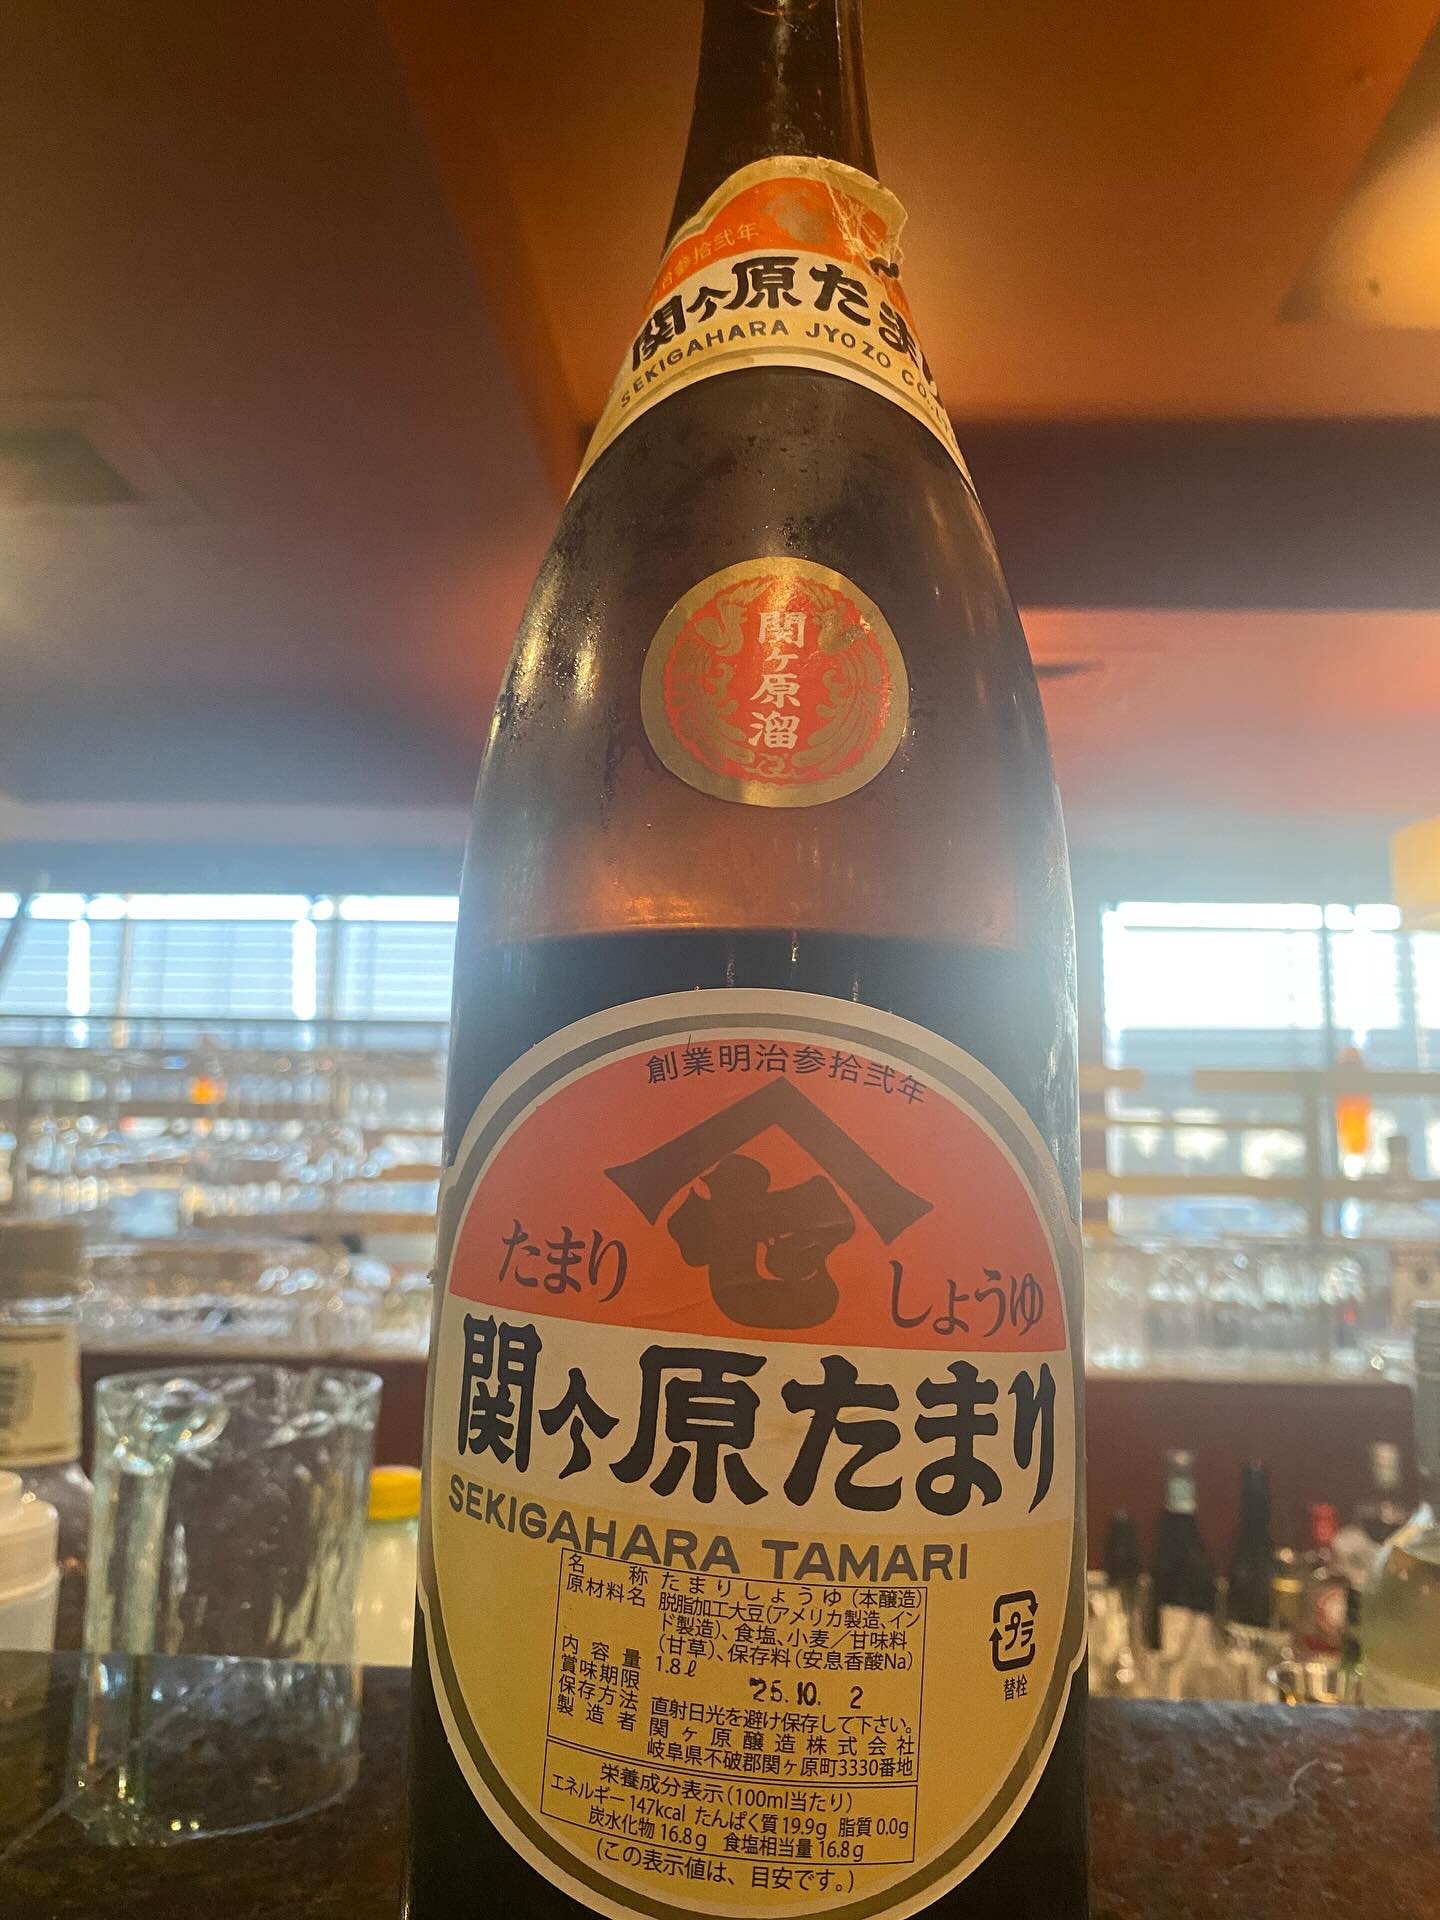 参拾弐年
関ケ原たまり
SEKIGAHARA JYOZO CO.,
関ヶ原溜
創業明治参拾弐年
たまり しょうゆ
関ケ原たまり
SEKIGAHARA TAMARI
名称 たまりしょうゆ(本醸造)
原材料名 脱脂加工大豆(アメリカ製造、イン
ド製造)、食塩、小麦/甘味料
(甘草)、保存料(安息香酸Na)
内容量 1.8ℓ
賞味期限 25.10. 2
保存方法 直射日光を避け保存して下さい。
製造者 関ヶ原醸造株式会社
岐阜県不破郡関ヶ原町3330番地
栄養成分表示(100ml当たり)
エネルギー147kcal たんぱく質19.9g 脂質0.0g
炭水化物16.8g 食塩相当量16.8g
(この表示値は、目安です。)
プラ
替栓